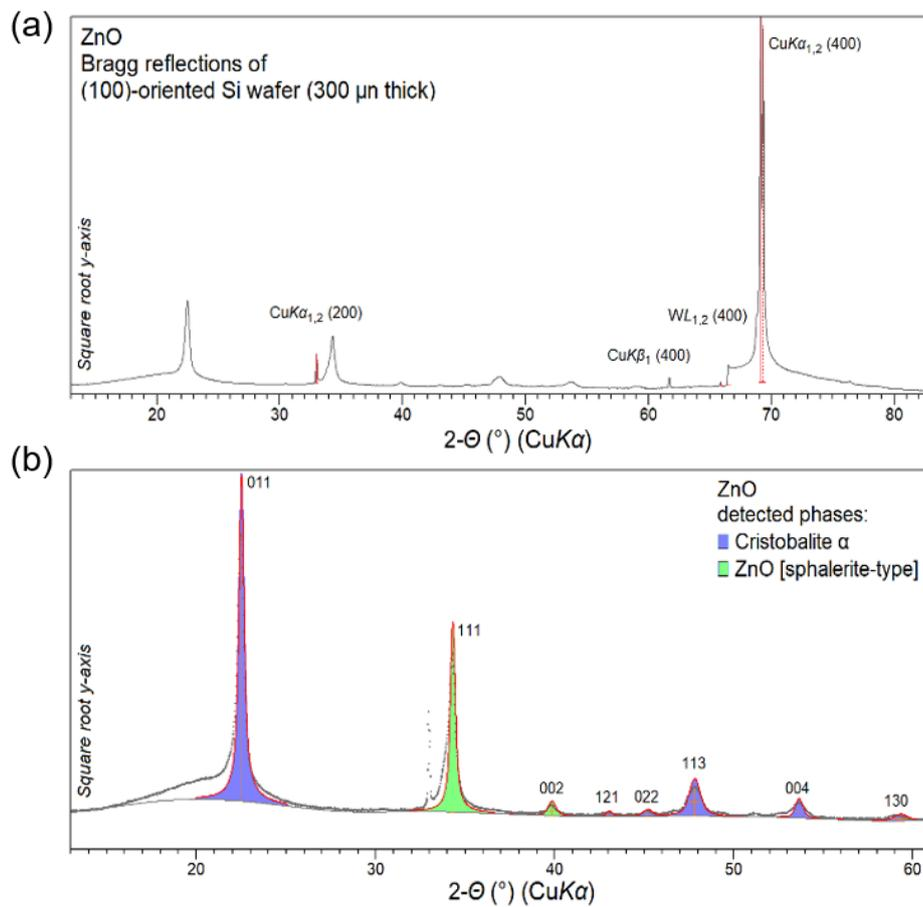 (a)
ZnO
Bragg reflections of
(100)-oriented Si wafer (300 µn thick)
CuKα1,2 (400)
Square root y-axis
CuKα1,2 (200)
WL1,2 (400)
CuKβ1 (400)
20 30 40 50 60 70 80
2-Θ (°) (CuKα)
(b)
011
ZnO
detected phases:
Cristobalite α
ZnO [sphalerite-type]
111
Square root y-axis
002 121 022 113 004 130
20 30 40 50 60
2-Θ (°) (CuKα)